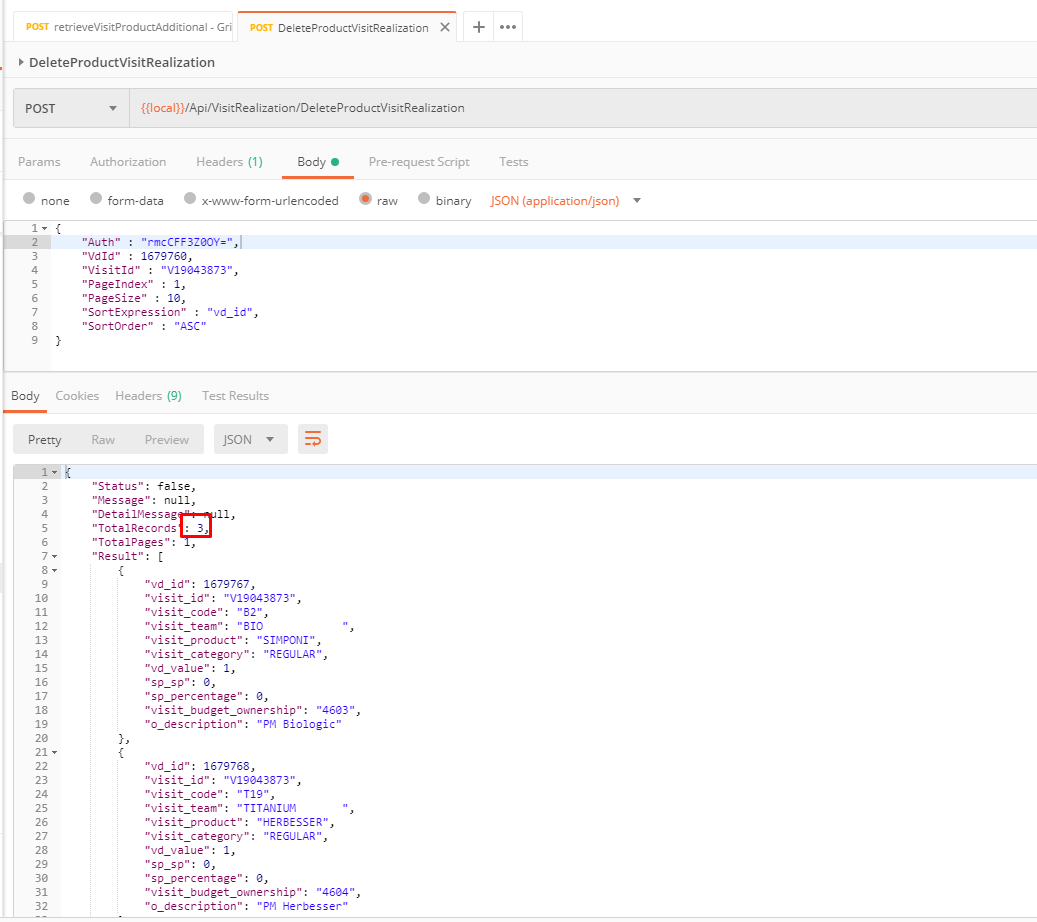 POST retrieveVisitProductAdditional - Gri
POST DeleteProductVisitRealization
DeleteProductVisitRealization
POST {{local}}/Api/VisitRealization/DeleteProductVisitRealization
Params Authorization Headers (1) Body Pre-request Script Tests
none form-data x-www-form-urlencoded raw binary JSON (application/json)
1 {
2 "Auth" : "rmcCFF3Z0OY=",
3 "VdId" : 1679760,
4 "VisitId" : "V19043873",
5 "PageIndex" : 1,
6 "PageSize" : 10,
7 "SortExpression" : "vd_id",
8 "SortOrder" : "ASC"
9 }
Body Cookies Headers (9) Test Results
Pretty Raw Preview JSON
1 {
2 "Status": false,
3 "Message": null,
4 "DetailMessage": null,
5 "TotalRecords": 3,
6 "TotalPages": 1,
7 "Result": [
8 {
9 "vd_id": 1679767,
10 "visit_id": "V19043873",
11 "visit_code": "B2",
12 "visit_team": "BIO            ",
13 "visit_product": "SIMPONI",
14 "visit_category": "REGULAR",
15 "vd_value": 1,
16 "sp_sp": 0,
17 "sp_percentage": 0,
18 "visit_budget_ownership": "4603",
19 "o_description": "PM Biologic"
20 },
21 {
22 "vd_id": 1679768,
23 "visit_id": "V19043873",
24 "visit_code": "T19",
25 "visit_team": "TITANIUM       ",
26 "visit_product": "HERBESSER",
27 "visit_category": "REGULAR",
28 "vd_value": 1,
29 "sp_sp": 0,
30 "sp_percentage": 0,
31 "visit_budget_ownership": "4604",
32 "o_description": "PM Herbesser"